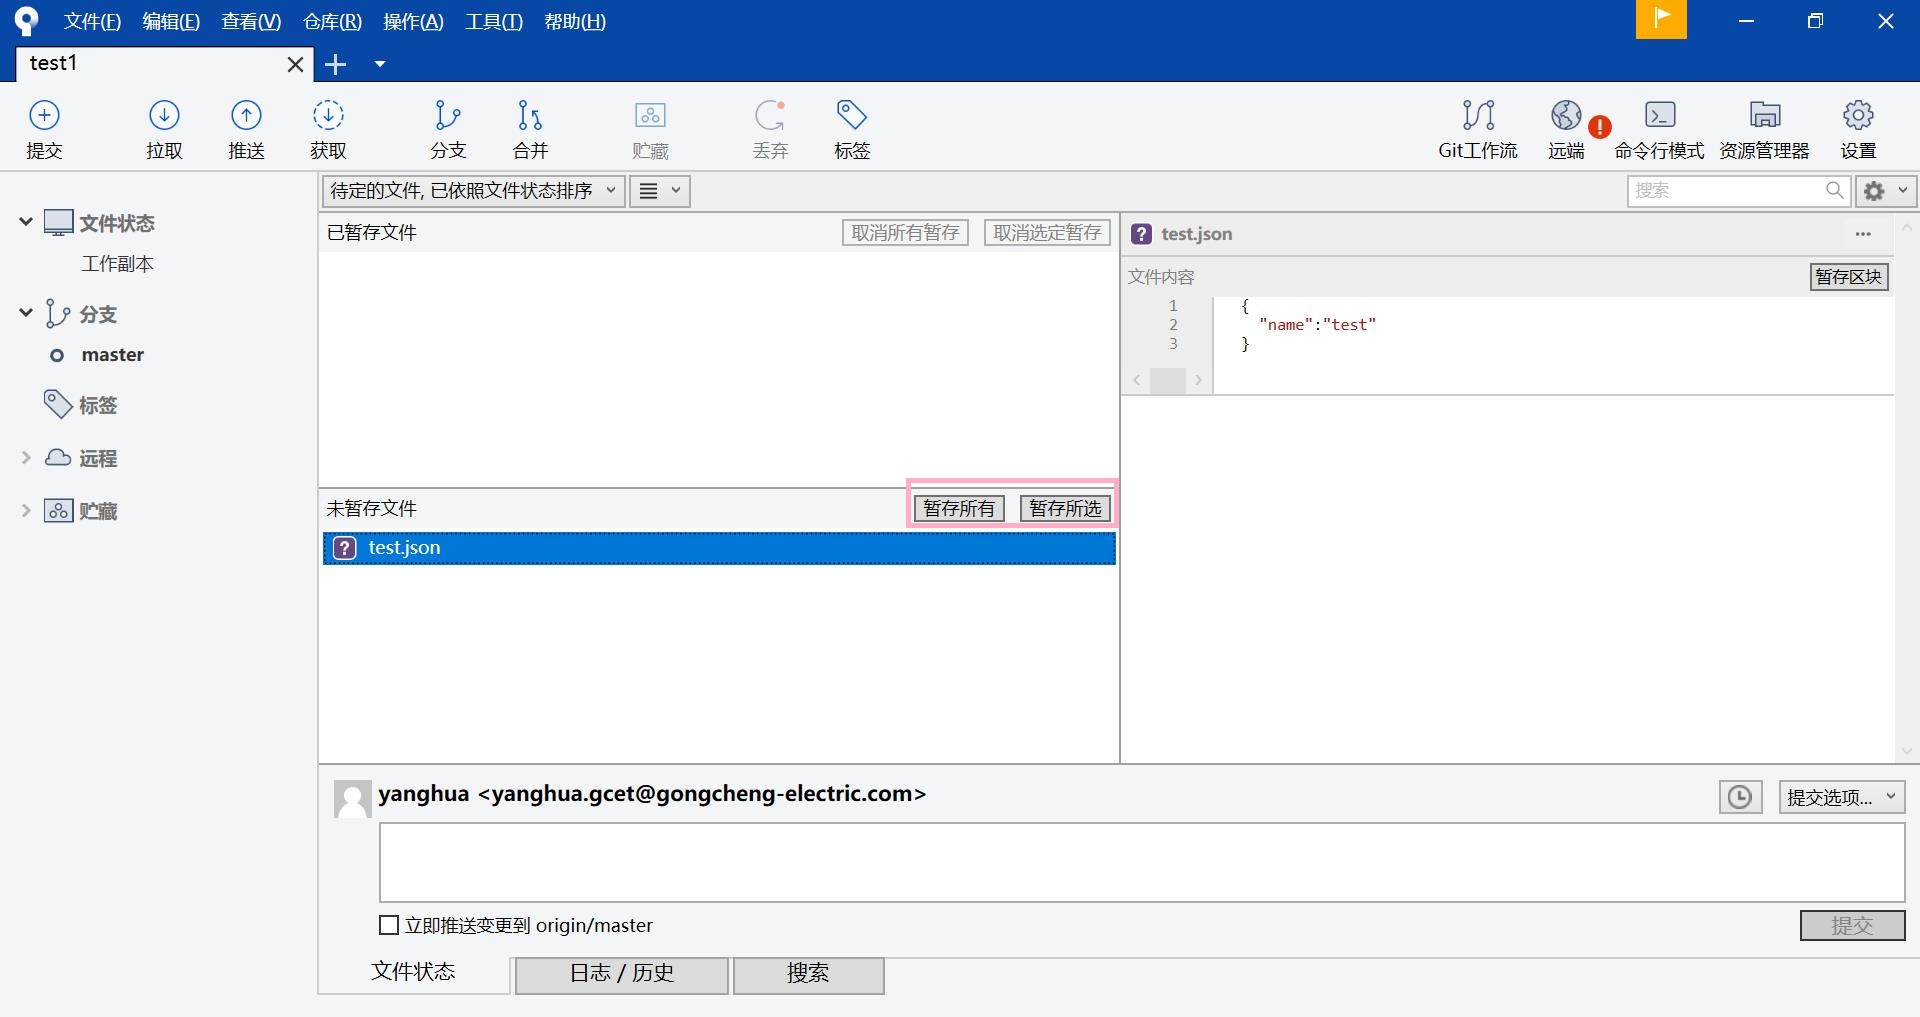 文件(F) 编辑(E) 查看(V) 仓库(R) 操作(A) 工具(T) 帮助(H)
test1
提交 拉取 推送 获取 分支 合并 贮藏 丢弃 标签 Git工作流 远端 命令行模式 资源管理器 设置
待定的文件, 已依照文件状态排序 搜索
文件状态
工作副本
分支
master
标签
远程
贮藏
已暂存文件 取消所有暂存 取消选定暂存
未暂存文件 暂存所有 暂存所选
? test.json
? test.json ...
文件内容 暂存区块
1 {
2 "name":"test"
3 }
yanghua <yanghua.gcet@gongcheng-electric.com> 提交选项...
立即推送变更到 origin/master 提交
文件状态 日志 / 历史 搜索